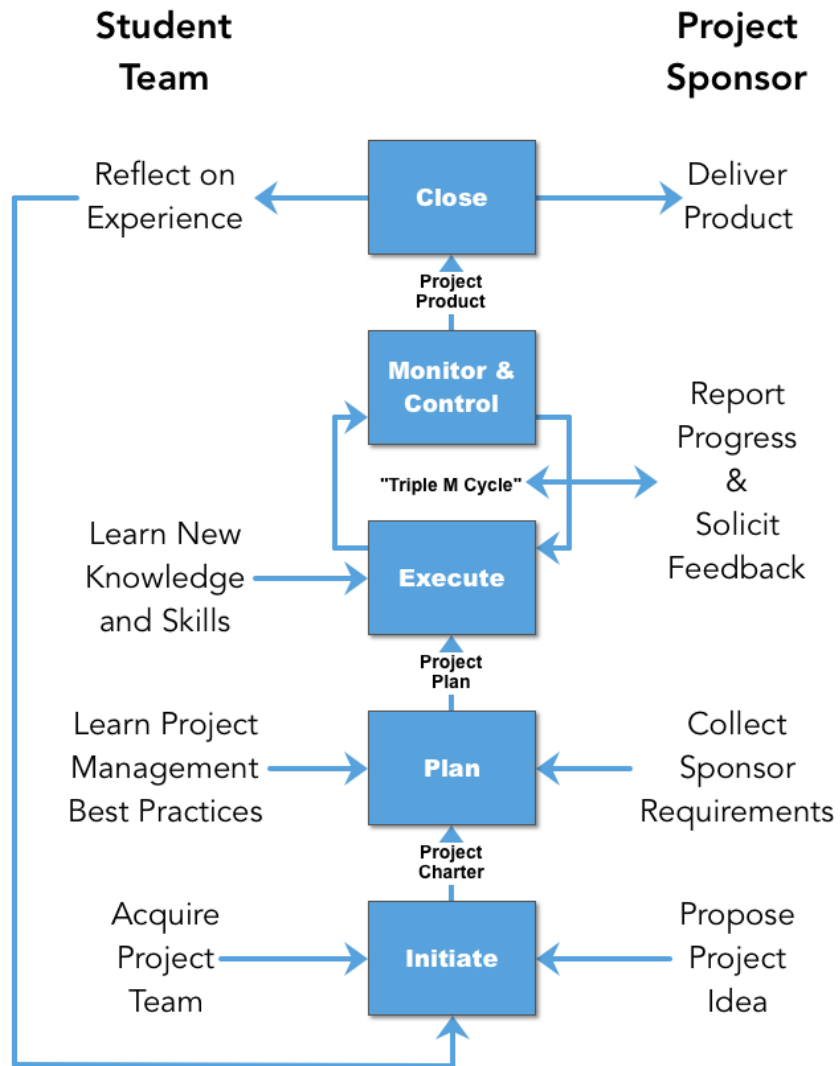 Student
Team
Project
Sponsor
Reflect on
Experience
Close
Deliver
Product
Project
Product
Monitor &
Control
Report
Progress
&
Solicit
Feedback
"Triple M Cycle"
Learn New
Knowledge
and Skills
Execute
Project
Plan
Learn Project
Management
Best Practices
Plan
Collect
Sponsor
Requirements
Project
Charter
Acquire
Project
Team
Initiate
Propose
Project
Idea